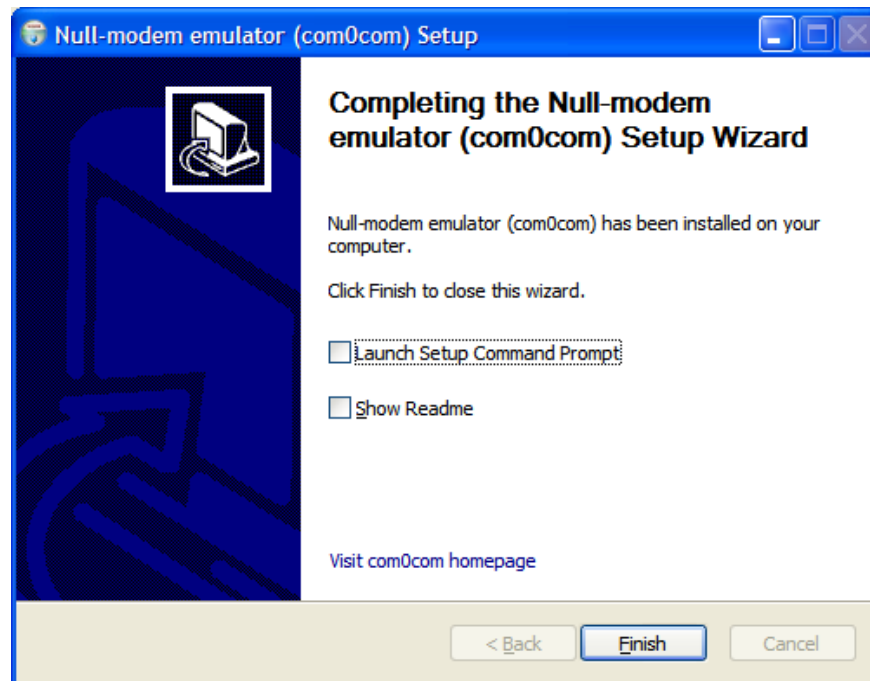 Null-modem emulator (com0com) Setup
Completing the Null-modem
emulator (com0com) Setup Wizard
Null-modem emulator (com0com) has been installed on your
computer.
Click Finish to close this wizard.
Launch Setup Command Prompt
Show Readme
Visit com0com homepage
< Back
Finish
Cancel